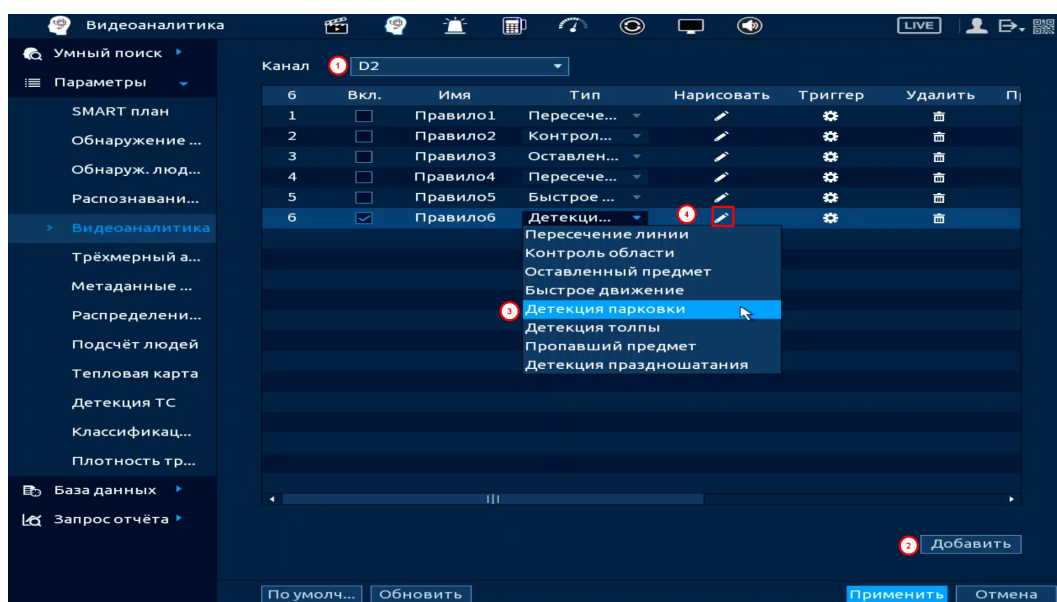 Видеоаналитика
LIVE
Умный поиск
Параметры
SMART план
Обнаружение ...
Обнаруж. люд...
Распознавани...
> Видеоаналитика
Трёхмерный а...
Метаданные ...
Распределени...
Подсчёт людей
Тепловая карта
Детекция ТС
Классификац...
Плотность тр...
База данных
Запрос отчёта
Канал 1 D2
6 Вкл. Имя Тип Нарисовать Триггер Удалить
1 Правило1 Пересече...
2 Правило2 Контрол...
3 Правило3 Оставлен...
4 Правило4 Пересече...
5 Правило5 Быстрое ...
6 Правило6 Детекци... 4
Пересечение линии
Контроль области
Оставленный предмет
Быстрое движение
3 Детекция парковки
Детекция толпы
Пропавший предмет
Детекция праздношатания
2 Добавить
По умолч... Обновить Применить Отмена